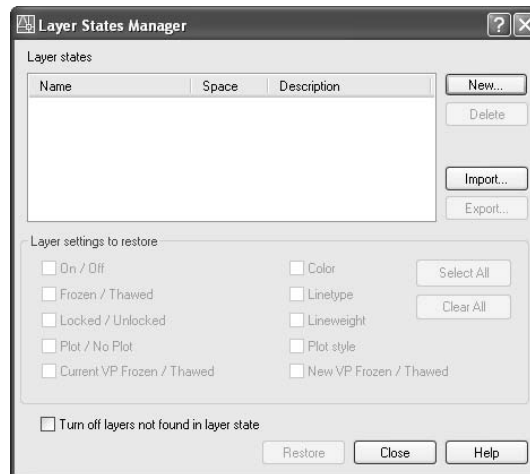 Layer States Manager
Layer states
Name Space Description
New...
Delete
Import...
Export...
Layer settings to restore
On / Off
Color
Select All
Frozen / Thawed
Linetype
Clear All
Locked / Unlocked
Lineweight
Plot / No Plot
Plot style
Current VP Frozen / Thawed
New VP Frozen / Thawed
Turn off layers not found in layer state
Restore Close Help